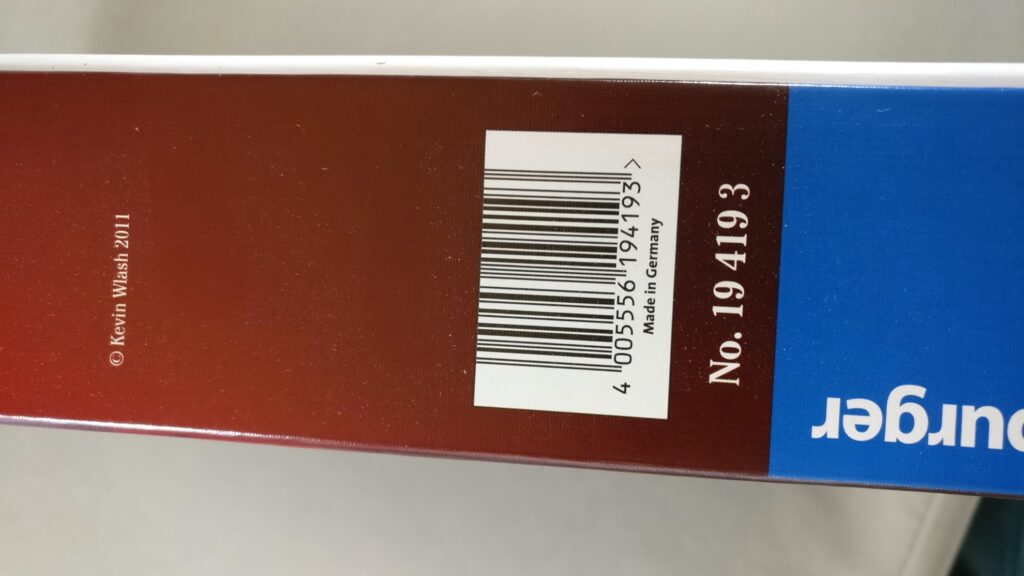 © Kevin Wlash 2011
4 005556 194193 >
Made in Germany
No. 19 419 3
burger